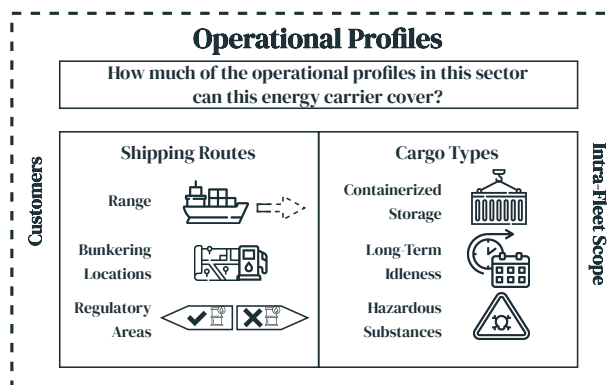 Operational Profiles
How much of the operational profiles in this sector
can this energy carrier cover?
Customers
Shipping Routes
Range
Bunkering
Locations
Regulatory
Areas
Cargo Types
Containerized
Storage
Long-Term
Idleness
Hazardous
Substances
Intra-Fleet Scope